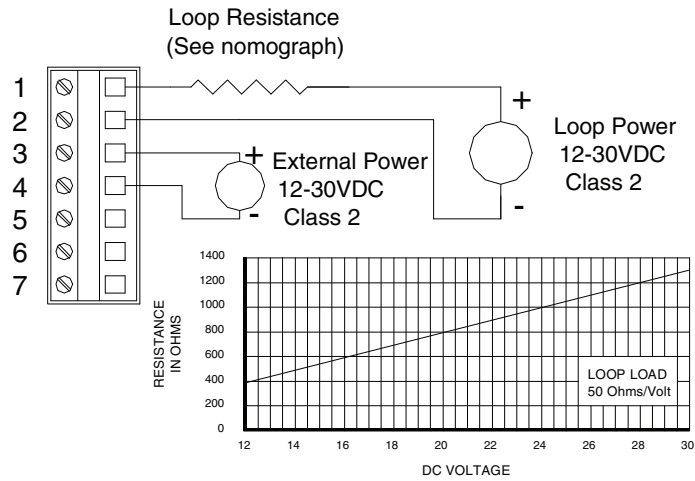 Loop Resistance
(See nomograph)
1
2
3
4
5
6
7
+
-
Loop Power
12-30VDC
Class 2
+
-
External Power
12-30VDC
Class 2
1400
1200
1000
800
600
400
200
0
RESISTANCE
IN OHMS
LOOP LOAD
50 Ohms/Volt
12 14 16 18 20 22 24 26 28 30
DC VOLTAGE